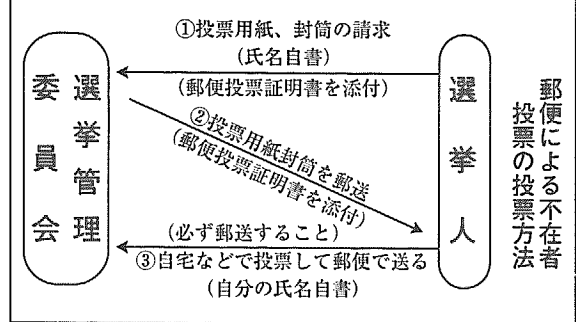 郵便による不在者
投票の投票方法
選挙人
選挙管理
委員会
①投票用紙、封筒の請求
(氏名自書)
(郵便投票証明書を添付)
②投票用紙封筒を郵送
(郵便投票証明書を添付)
(必ず郵送すること)
③自宅などで投票して郵便で送る
(自分の氏名自書)